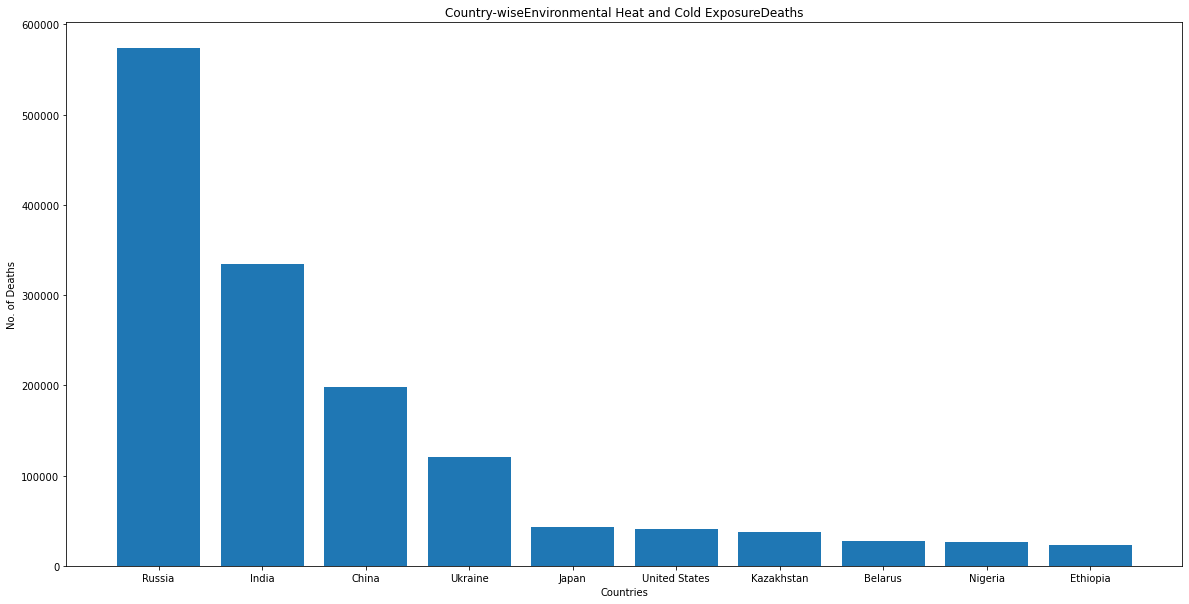 Country-wiseEnvironmental Heat and Cold ExposureDeaths
600000
500000
400000
300000
200000
100000
0
No. of Deaths
Russia India China Ukraine Japan United States Kazakhstan Belarus Nigeria Ethiopia
Countries